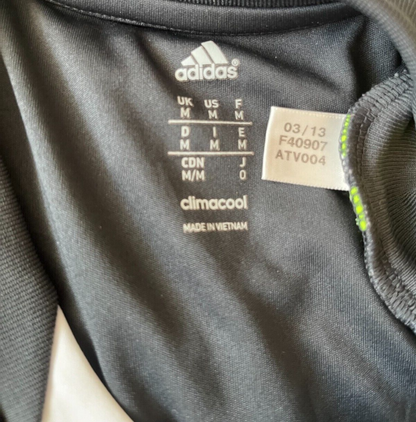 adidas®
UK US F
M M M
D I E
M M M
CDN J
M/M O
climacool
MADE IN VIETNAM
03/13
F40907
ATV004